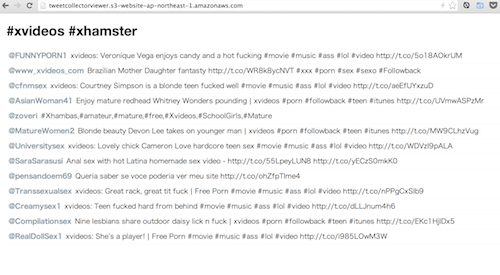 tweetcollectorviewer.s3-website-ap-northeast-1.amazonaws.com
#xvideos #xhamster
@FUNNYPORN1 xvideos: Veronique Vega enjoys candy and a hot fucking #movie #music #ass #lol #video http://t.co/5o18AOkrUM
@www_xvideos_com Brazilian Mother Daughter fantasty http://t.co/WR8kBycNVT #xxx #porn #sex #sexo #Followback
@cfnmsex xvideos: Courtney Simpson is a blonde teen fucked well #movie #music #ass #lol #video http://t.co/aeEfUYxzuD
@AsianWoman41 Enjoy mature redhead Whitney Wonders pounding | xvideos #porn #followback #teen #itunes http://t.co/UVmwASPzMr
@zoveri #Xhambas,#amateur,#mature,#free,#Xvideos,#SchoolGirls,#Mature
@MatureWomen2 Blonde beauty Devon Lee takes on younger man | xvideos #porn #followback #teen #itunes http://t.co/MW9CLhzVug
@Universitysex xvideos: Lovely chick Cameron Love hardcore teen sex #movie #music #ass #lol #video http://t.co/WDVzl9pALA
@SaraSarasusi Anal sex with hot Latina homemade sex video - http://t.co/55LpeyLUN8 http://t.co/yECzS0mkK0
@pensandoem69 Queria saber se voce poderia ver meu site http://t.co/ohZfpTlme4
@Transsexualsex xvideos: Great rack, great tit fuck | Free Porn #movie #music #ass #lol #video http://t.co/nPPgCxSlb9
@Creamysex1 xvideos: Teen fucked hard from behind #movie #music #ass #lol #video http://t.co/dLLJnum4h6
@Compilationsex Nine lesbians share outdoor daisy lick n fuck | xvideos #porn #followback #teen #itunes http://t.co/EKc1HjlDx5
@RealDollSex1 xvideos: She's a player! | Free Porn #movie #music #ass #lol #video http://t.co/i985LOwM3W